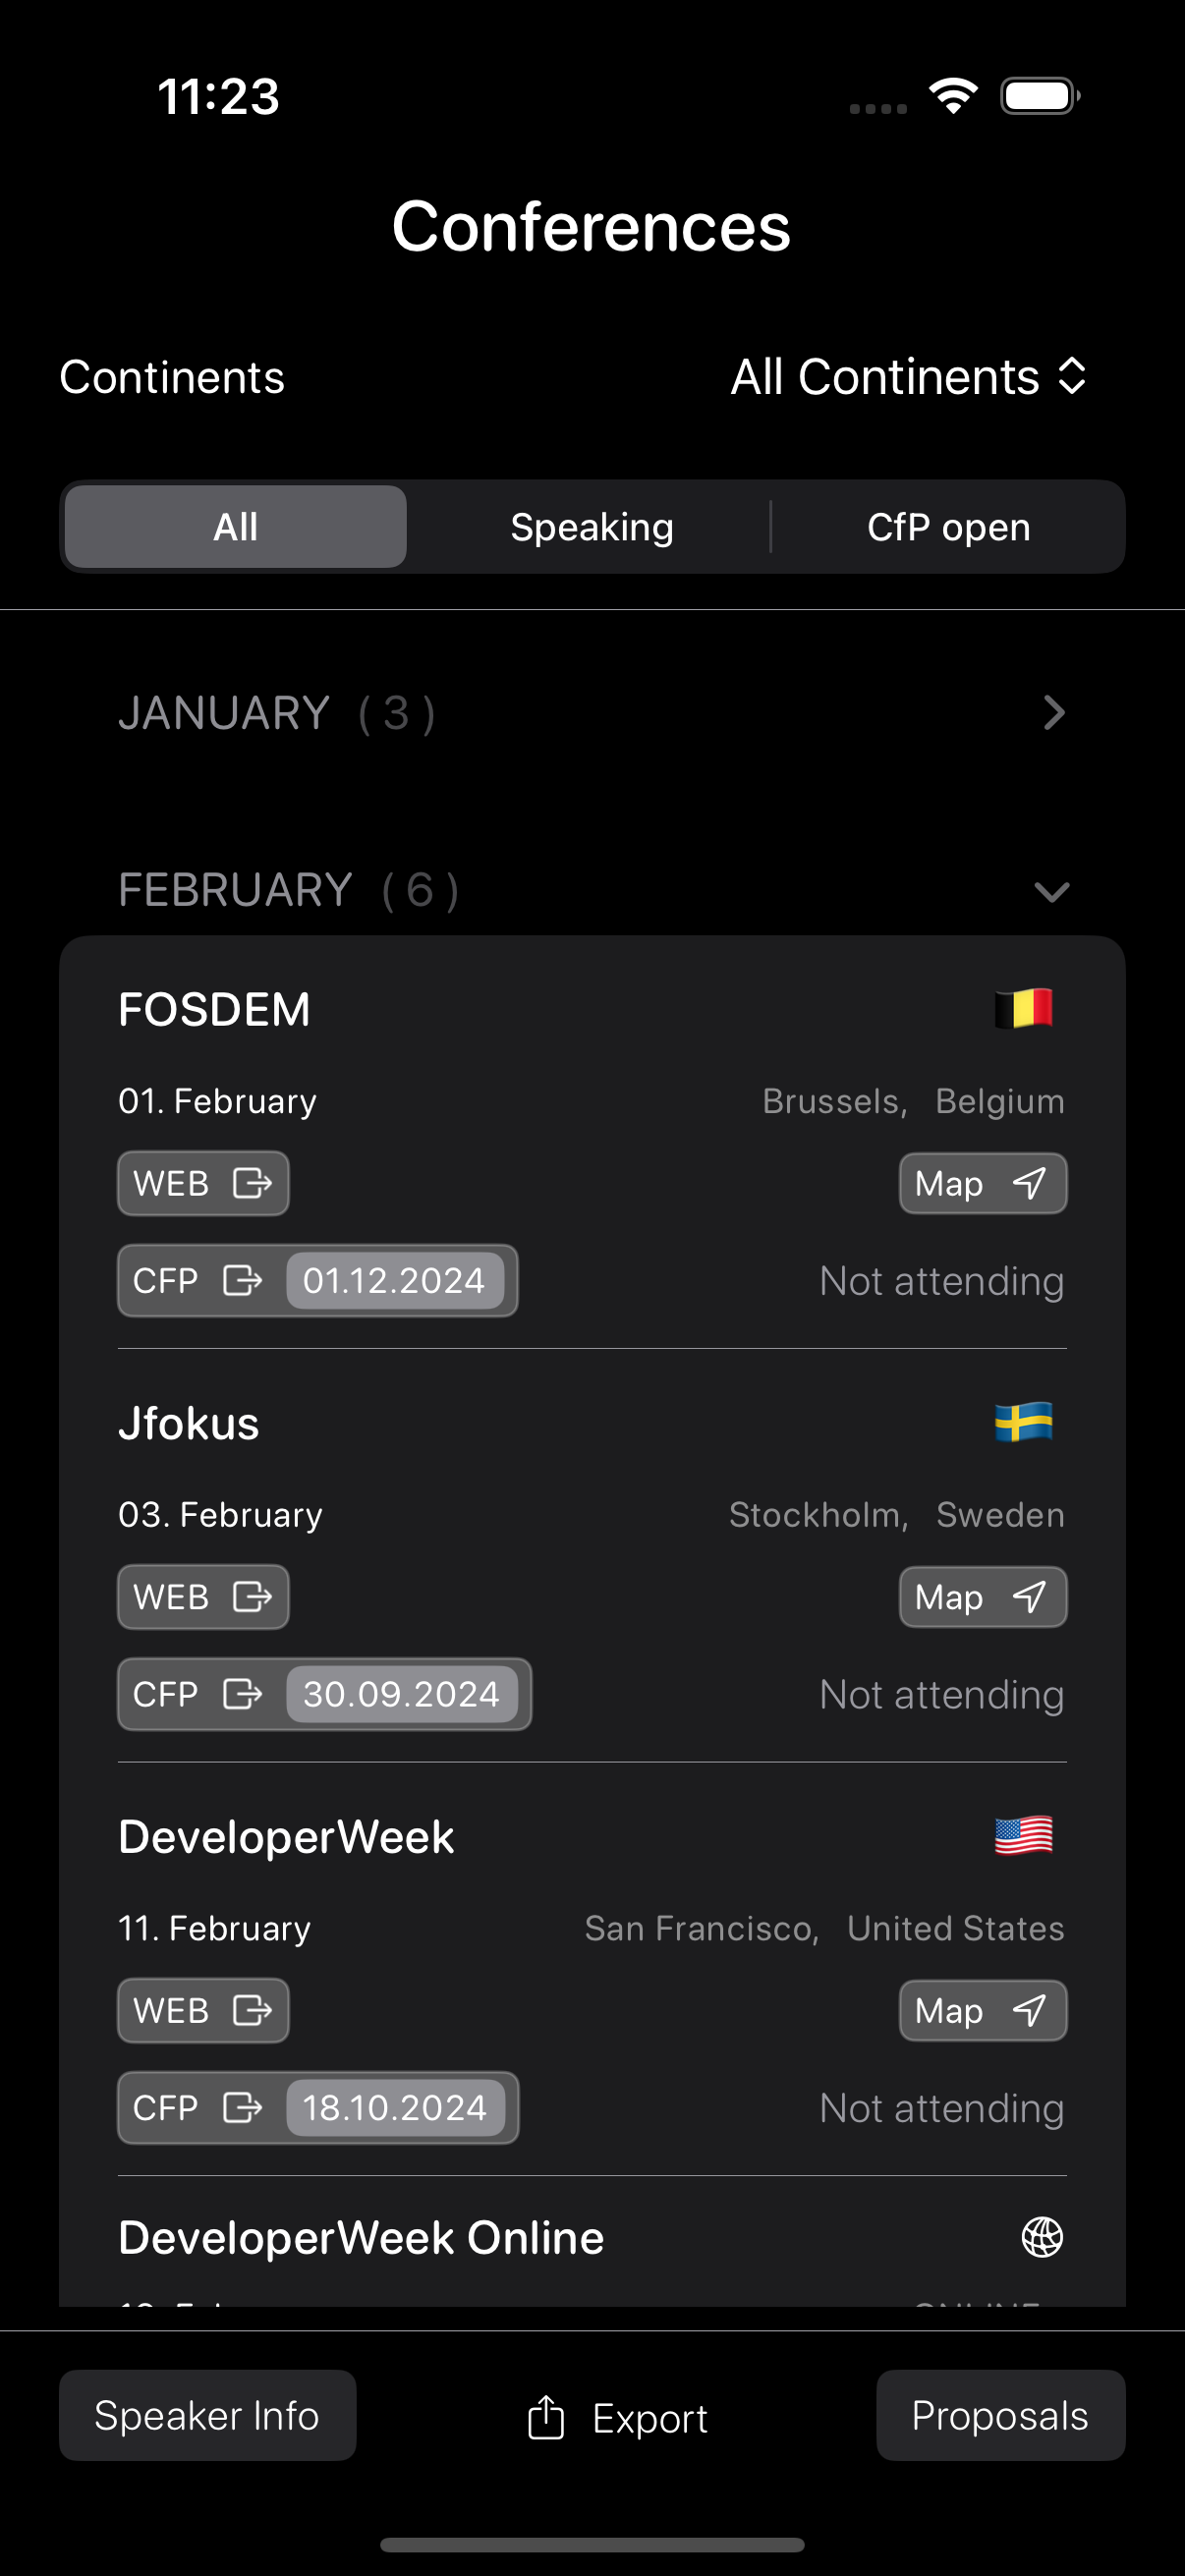 11:23
Conferences
Continents All Continents
All Speaking CfP open
JANUARY ( 3 )
FEBRUARY ( 6 )
FOSDEM
01. February Brussels, Belgium
WEB Map
CFP 01.12.2024 Not attending
Jfokus
03. February Stockholm, Sweden
WEB Map
CFP 30.09.2024 Not attending
DeveloperWeek
11. February San Francisco, United States
WEB Map
CFP 18.10.2024 Not attending
DeveloperWeek Online
Speaker Info Export Proposals